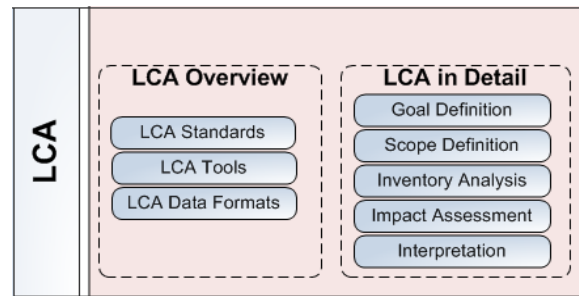 LCA
LCA Overview
LCA Standards
LCA Tools
LCA Data Formats
LCA in Detail
Goal Definition
Scope Definition
Inventory Analysis
Impact Assessment
Interpretation